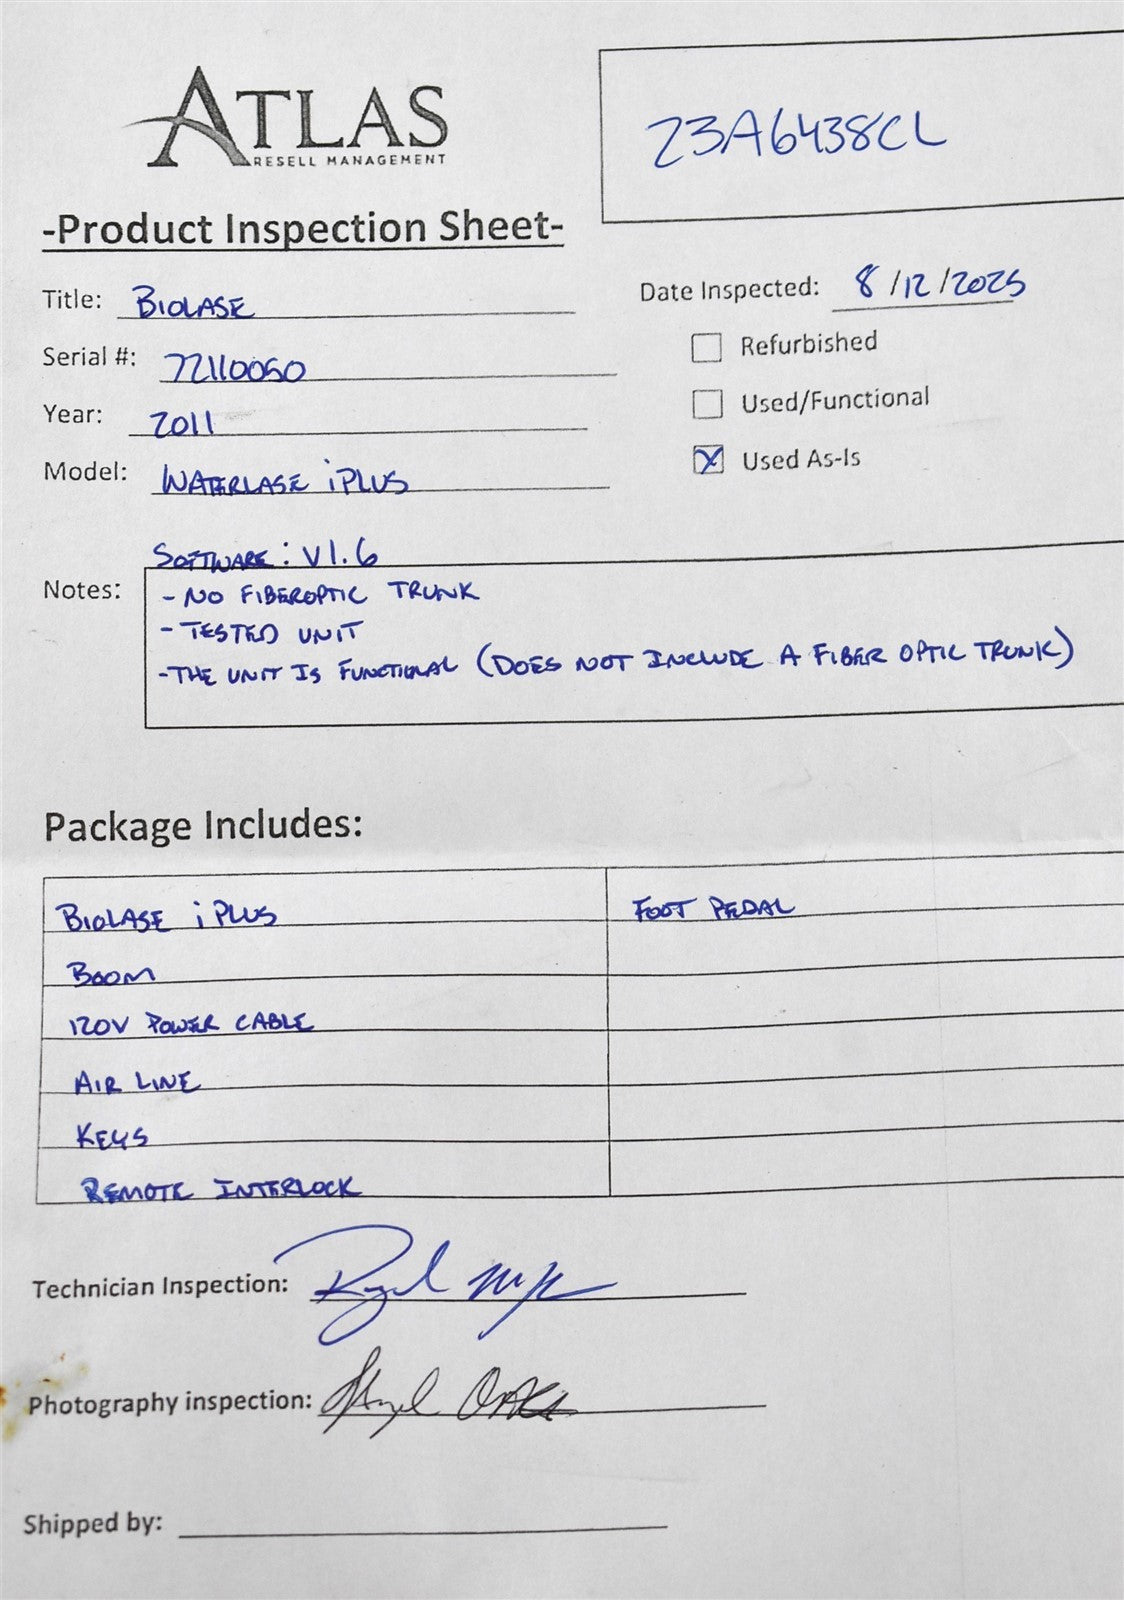 ATLAS
RESELL MANAGEMENT
23A6438CL
-Product Inspection Sheet-
Title: BIOLASE
Date Inspected: 8/12/2025
Serial #: 72110050
Refurbished
Year: 2011
Used/Functional
Model: WATERLASE iPLUS
Used As-Is
SOFTWARE: V1.6
Notes:
- NO FIBEROPTIC TRUNK
- TESTED UNIT
- THE UNIT IS FUNCTIONAL (DOES NOT INCLUDE A FIBER OPTIC TRUNK)
Package Includes:
BIOLASE iPLUS
FOOT PEDAL
BOOM
120V POWER CABLE
AIR LINE
KEYS
REMOTE INTERLOCK
Technician Inspection:
Photography inspection:
Shipped by: